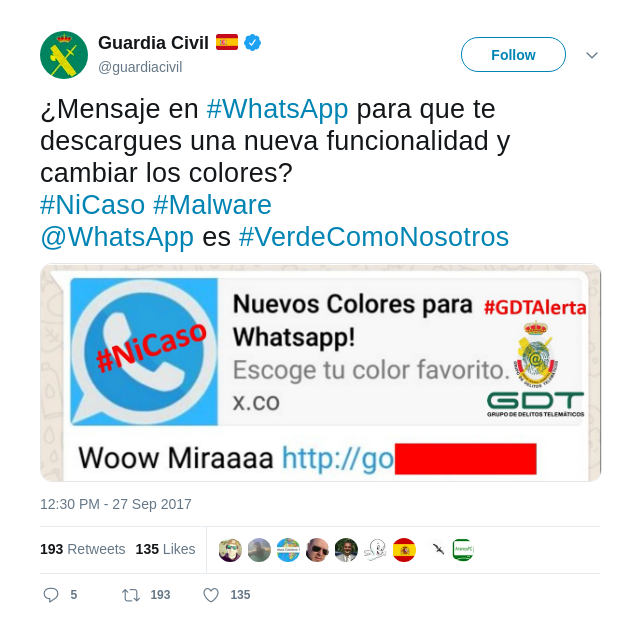 Guardia Civil
@guardiacivil
Follow
¿Mensaje en #WhatsApp para que te
descargues una nueva funcionalidad y
cambiar los colores?
#NiCaso #Malware
@WhatsApp es #VerdeComoNosotros
#NiCaso
Nuevos Colores para
Whatsapp!
Escoge tu color favorito.
x.co
#GDTAlerta
GDT
GRUPO DE DELITOS TELEMÁTICOS
Woow Miraaaa http://go
12:30 PM - 27 Sep 2017
193 Retweets 135 Likes
5 193 135